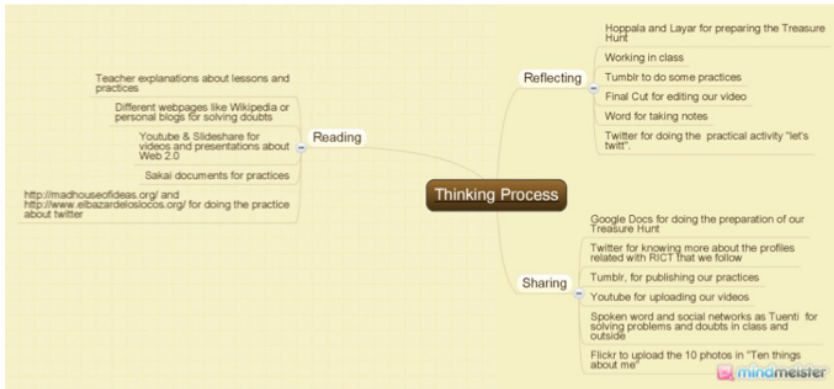 Thinking Process
Reading
Teacher explanations about lessons and
practices
Different webpages like Wikipedia or
personal blogs for solving doubts
Youtube & Slideshare for
videos and presentations about
Web 2.0
Sakai documents for practices
http://madhouseofideas.org/ and
http://www.elbazardeloslocos.org/ for doing the practice
about twitter
Reflecting
Hoppala and Layar for preparing the Treasure
Hunt
Working in class
Tumblr to do some practices
Final Cut for editing our video
Word for taking notes
Twitter for doing the practical activity "let's
twitt".
Sharing
Google Docs for doing the preparation of our
Treasure Hunt
Twitter for knowing more about the profiles
related with RICT that we follow
Tumblr, for publishing our practices
Youtube for uploading our videos
Spoken word and social networks as Tuenti for
solving problems and doubts in class and
outside
Flickr to upload the 10 photos in "Ten things
about me"
mindmeister